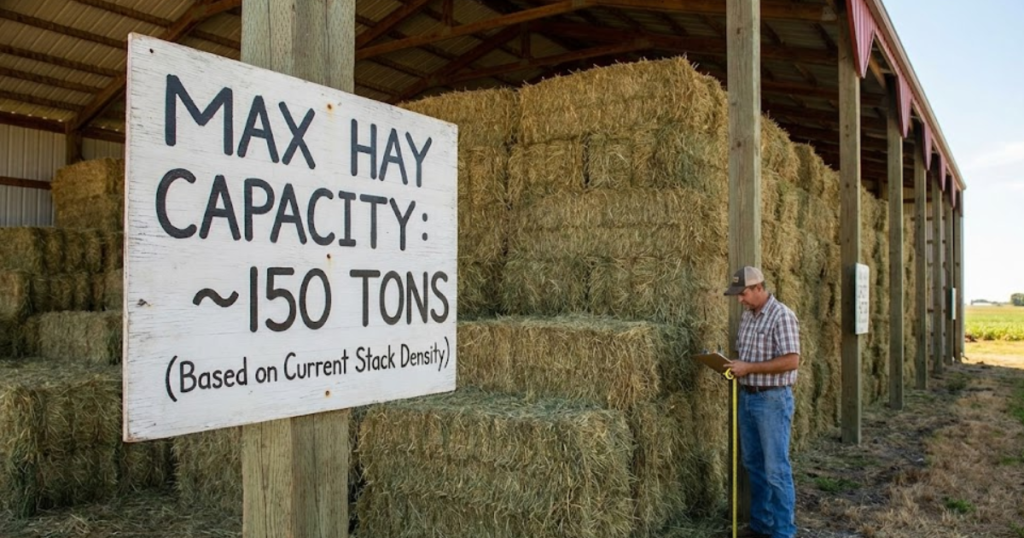 MAX HAY
CAPACITY:
~150 TONS
(Based on Current Stack Density)